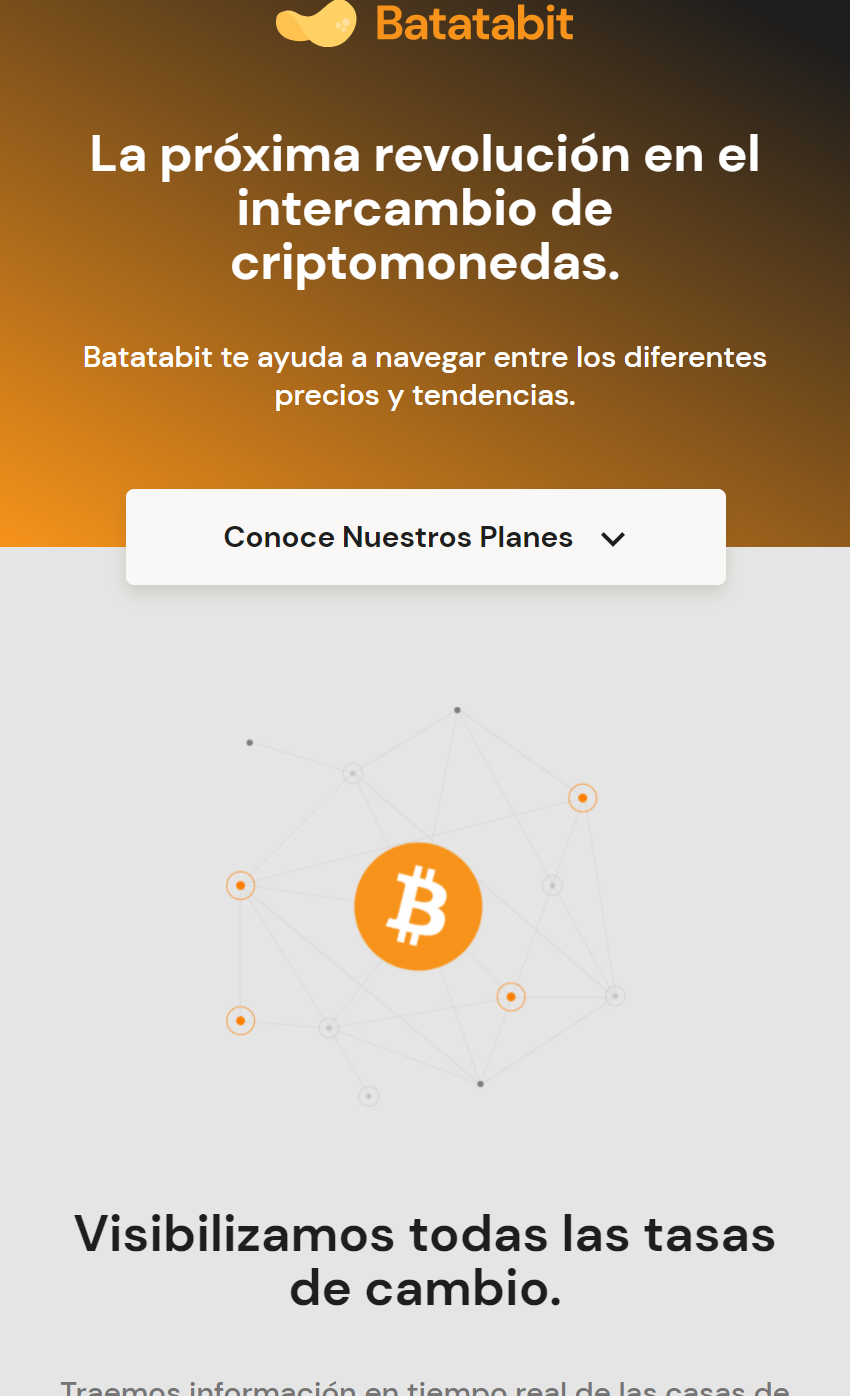 Batatabit
La próxima revolución en el
intercambio de
criptomonedas.
Batatabit te ayuda a navegar entre los diferentes
precios y tendencias.
Conoce Nuestros Planes
Visibilizamos todas las tasas
de cambio.
Traemos información en tiempo real de las casas de